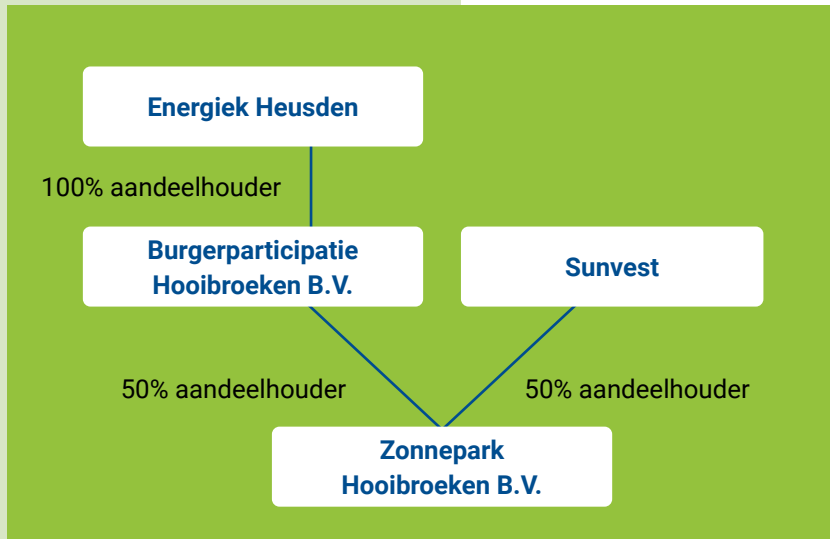 Energiek Heusden
100% aandeelhouder
Burgerparticipatie
Hooibroeken B.V.
Sunvest
50% aandeelhouder
50% aandeelhouder
Zonnepark
Hooibroeken B.V.